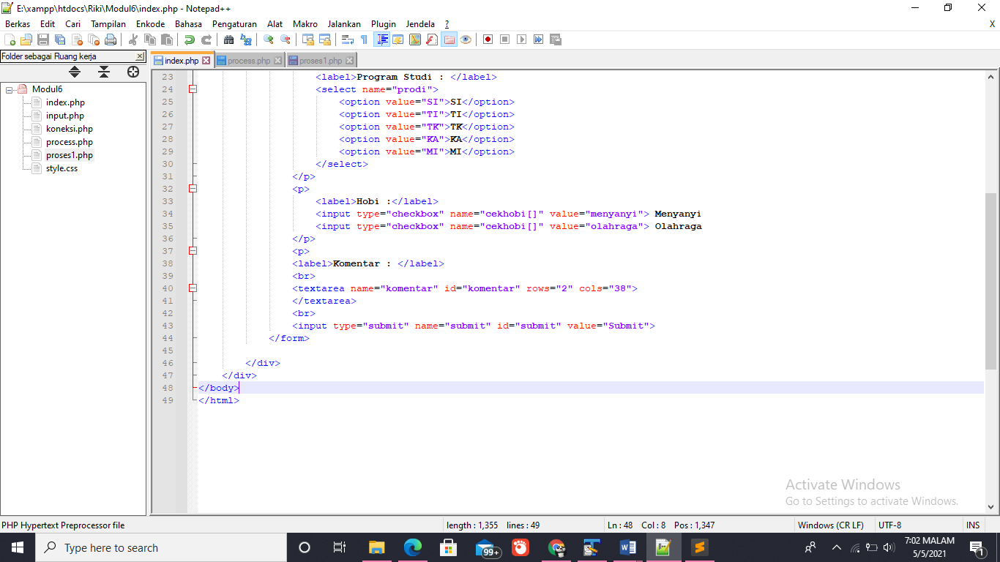 E:\xampp\htdocs\Riki\Modul6\index.php - Notepad++
Berkas Edit Cari Tampilan Enkode Bahasa Pengaturan Alat Makro Jalankan Plugin Jendela ? X
Folder sebagai Ruang kerja
index.php process.php proses1.php
Modul6
index.php
input.php
koneksi.php
process.php
proses1.php
style.css
23 <label>Program Studi : </label>
24 <select name="prodi">
25 <option value="SI">SI</option>
26 <option value="TI">TI</option>
27 <option value="TK">TK</option>
28 <option value="KA">KA</option>
29 <option value="MI">MI</option>
30 </select>
31 </p>
32 <p>
33 <label>Hobi :</label>
34 <input type="checkbox" name="cekhobi[]" value="menyanyi"> Menyanyi
35 <input type="checkbox" name="cekhobi[]" value="olahraga"> Olahraga
36 </p>
37 <p>
38 <label>Komentar : </label>
39 <br>
40 <textarea name="komentar" id="komentar" rows="2" cols="38">
41 </textarea>
42 <br>
43 <input type="submit" name="submit" id="submit" value="Submit">
44 </form>
45
46 </div>
47 </div>
48 </body>
49 </html>
Activate Windows
Go to Settings to activate Windows.
PHP Hypertext Preprocessor file length : 1,355 lines : 49 Ln : 48 Col : 8 Pos : 1,347 Windows (CR LF) UTF-8 INS
Type here to search
99+
7:02 MALAM
5/5/2021
1